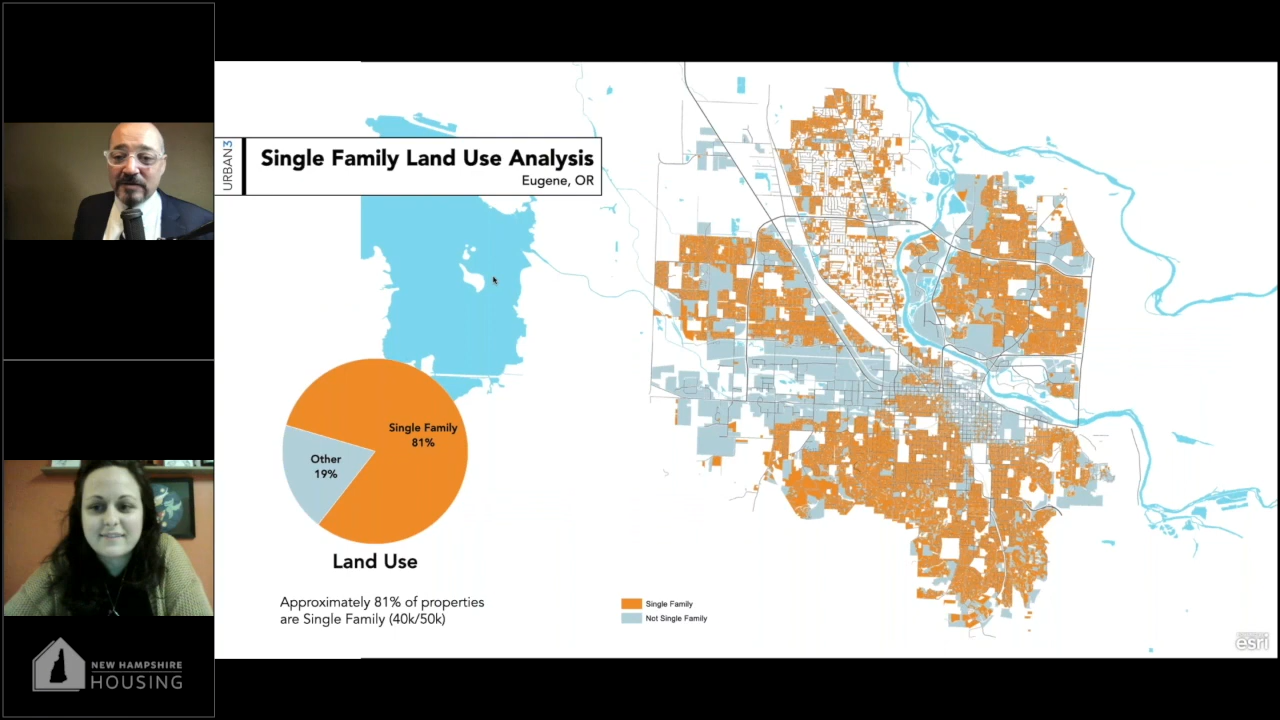 URBAN3
Single Family Land Use Analysis
Eugene, OR
Single Family
81%
Other
19%
Land Use
Approximately 81% of properties
are Single Family (40k/50k)
Single Family
Not Single Family
esri
NEW HAMPSHIRE
HOUSING